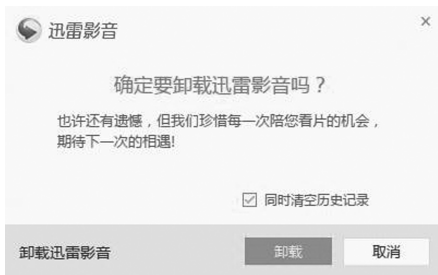 迅雷影音
确定要卸载迅雷影音吗？
也许还有遗憾，但我们珍惜每一次陪您看片的机会，
期待下一次的相遇!
同时清空历史记录
卸载迅雷影音
卸载
取消